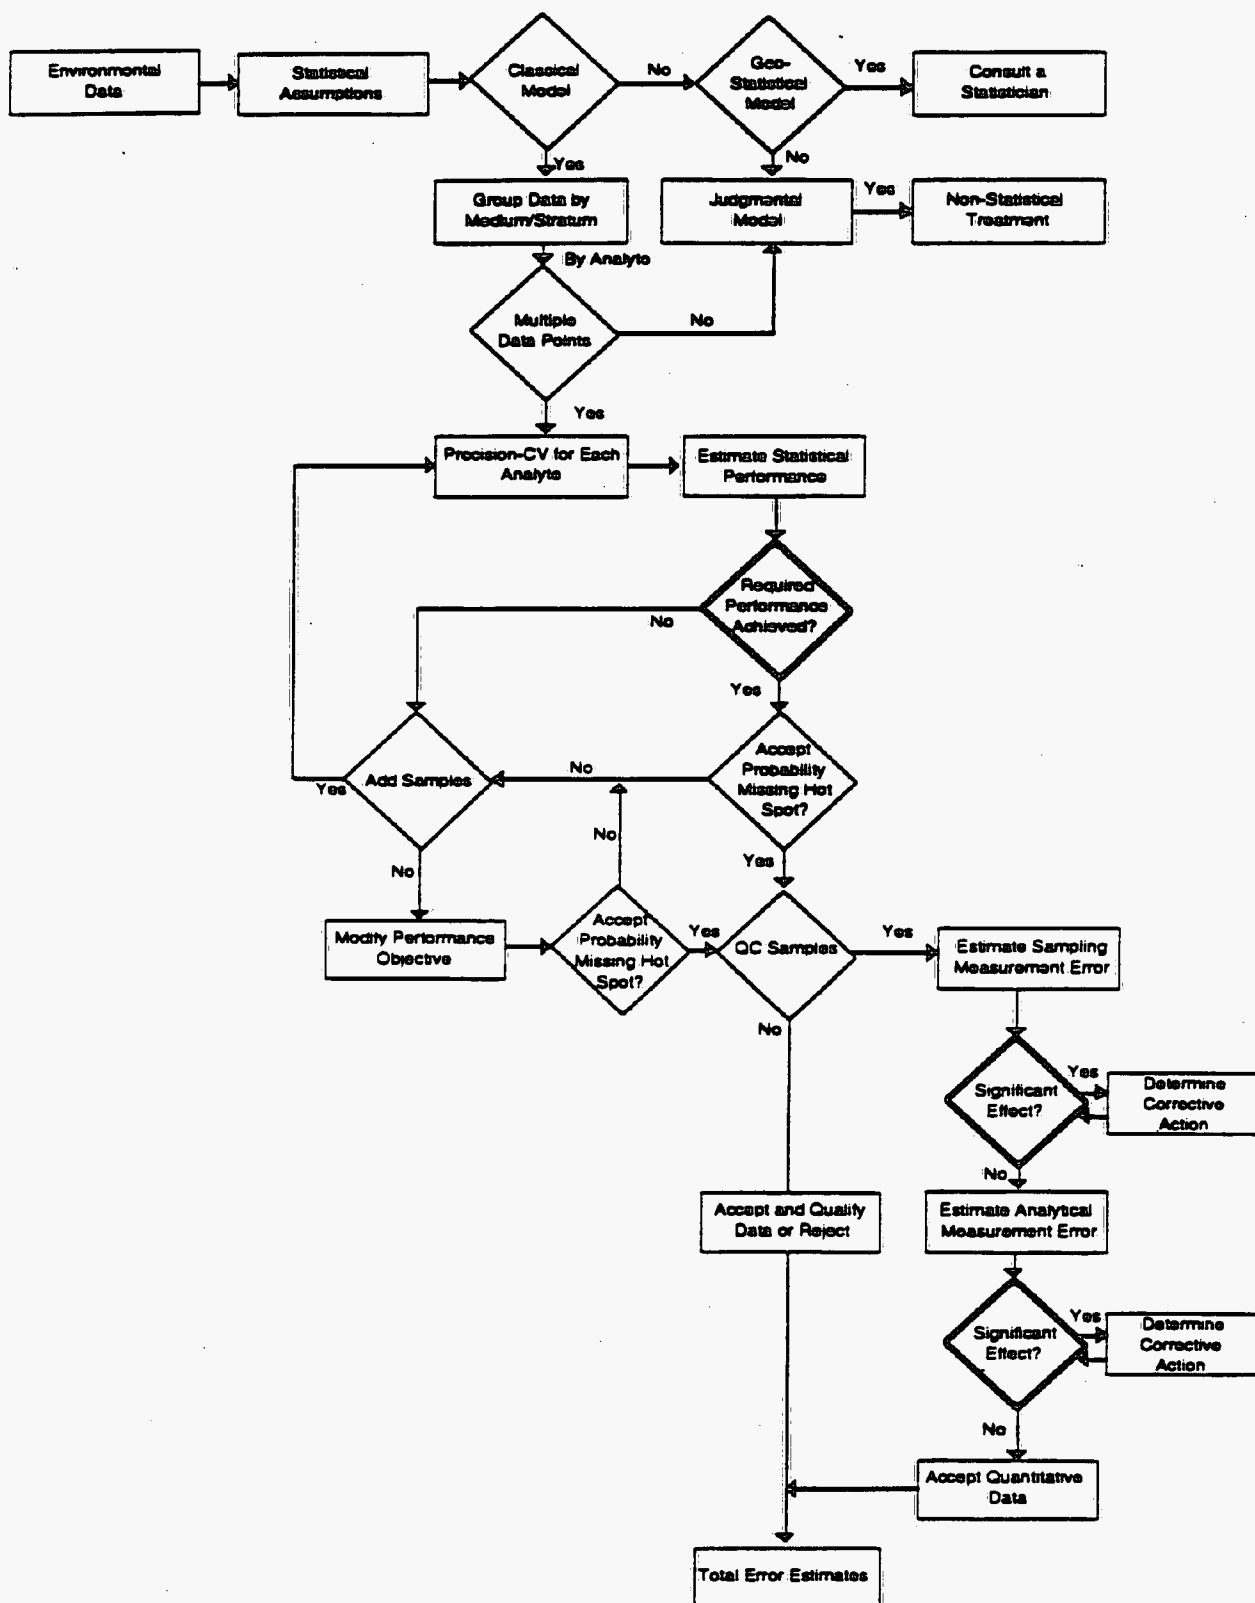 Environmental
Data
Statistical
Assumptions
Classical
Model
No
Geo-
Statistical
Model
Yes
Consult a
Statistician
Yes
No
Group Data by
Medium/Stratum
Judgmental
Model
Yes
Non-Statistical
Treatment
By Analyte
Multiple
Data Points
No
Yes
Precision-CV for Each
Analyte
Estimate Statistical
Performance
Required
Performance
Achieved?
No
Yes
Accept
Probability
Missing Hot
Spot?
No
Add Samples
Yes
No
No
Yes
Modify Performance
Objective
Accept
Probability
Missing Hot
Spot?
Yes
QC Samples
Yes
Estimate Sampling
Measurement Error
No
Significant
Effect?
Yes
Determine
Corrective
Action
No
Accept and Qualify
Data or Reject
Estimate Analytical
Measurement Error
Significant
Effect?
Yes
Determine
Corrective
Action
No
Accept Quantitative
Data
Total Error Estimates